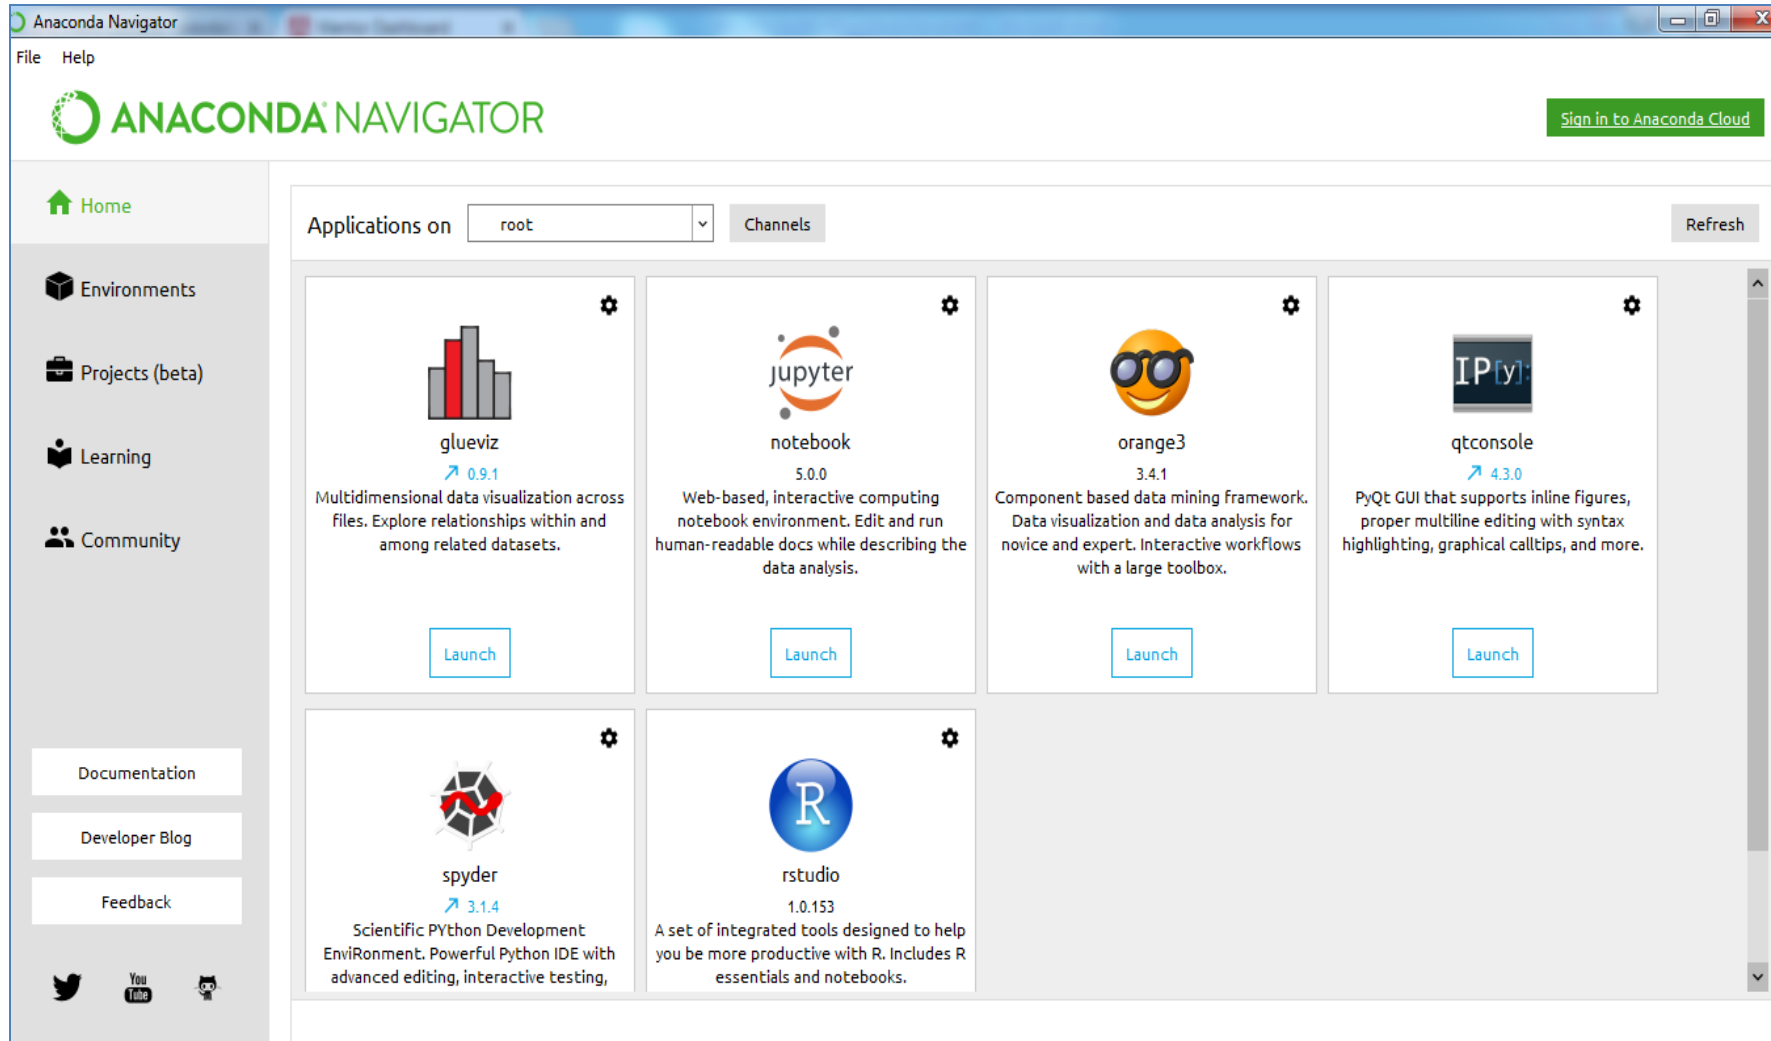 Anaconda Navigator
File Help
ANACONDA NAVIGATOR
Sign in to Anaconda Cloud
Home
Environments
Projects (beta)
Learning
Community
Documentation
Developer Blog
Feedback
You
Tube
Applications on root Channels Refresh
glueviz
0.9.1
Multidimensional data visualization across
files. Explore relationships within and
among related datasets.
Launch
jupyter
notebook
5.0.0
Web-based, interactive computing
notebook environment. Edit and run
human-readable docs while describing the
data analysis.
Launch
orange3
3.4.1
Component based data mining framework.
Data visualization and data analysis for
novice and expert. Interactive workflows
with a large toolbox.
Launch
IP[y]:
qtconsole
4.3.0
PyQt GUI that supports inline figures,
proper multiline editing with syntax
highlighting, graphical calltips, and more.
Launch
spyder
3.1.4
Scientific PYthon Development
EnviRonment. Powerful Python IDE with
advanced editing, interactive testing,
R
rstudio
1.0.153
A set of integrated tools designed to help
you be more productive with R. Includes R
essentials and notebooks.